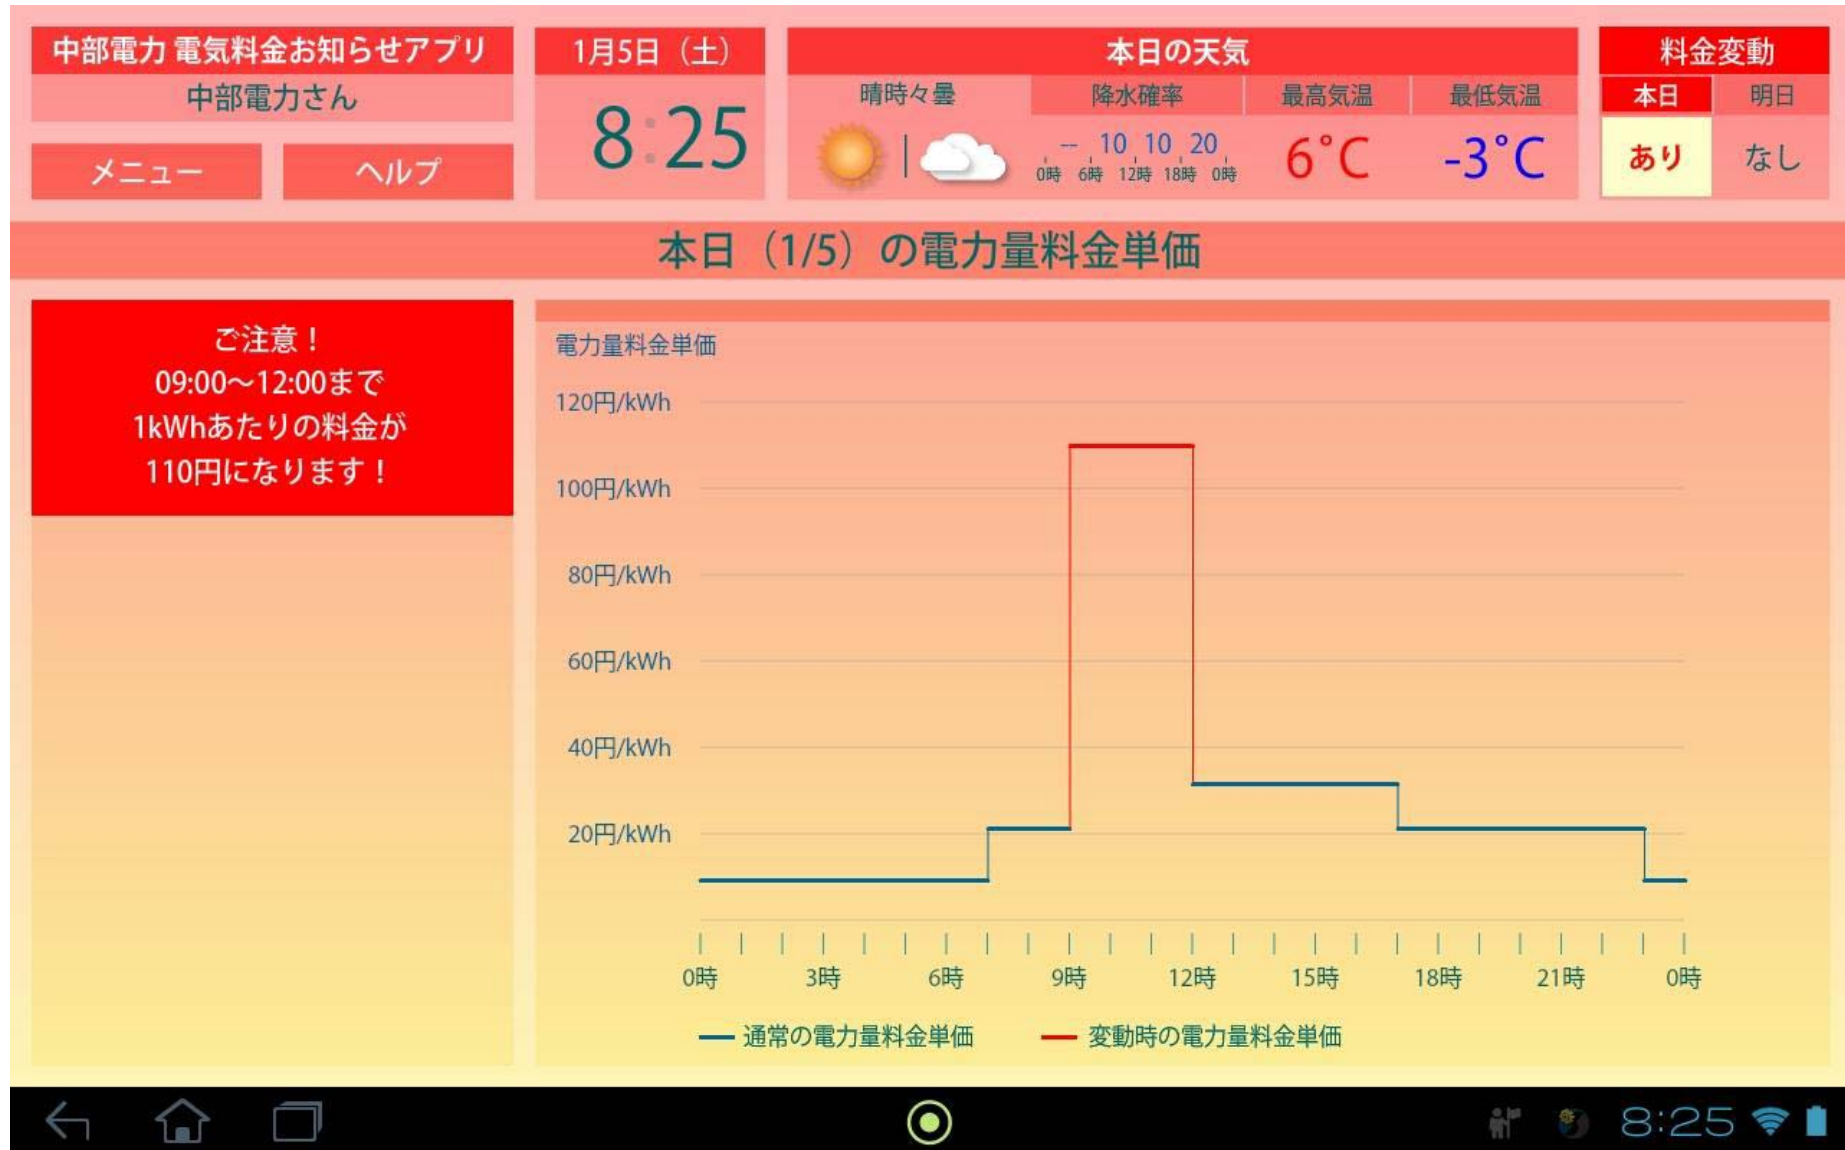 中部電力 電気料金お知らせアプリ
中部電力さん
メニュー
ヘルプ
1月5日（土）
8:25
本日の天気
晴時々曇
降水確率
最高気温
最低気温
-- 10 10 20
0時 6時 12時 18時 0時
6℃
-3℃
料金変動
本日
明日
あり
なし
本日（1/5）の電力量料金単価
ご注意！
09:00～12:00まで
1kWhあたりの料金が
110円になります！
電力量料金単価
120円/kWh
100円/kWh
80円/kWh
60円/kWh
40円/kWh
20円/kWh
0時 3時 6時 9時 12時 15時 18時 21時 0時
通常の電力量料金単価
変動時の電力量料金単価
8:25